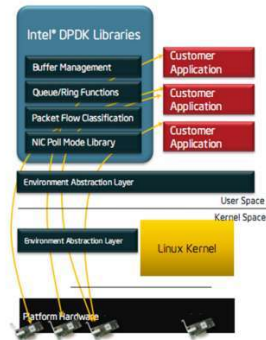 Intel® DPDK Libraries
Buffer Management
Queue/Ring Functions
Packet Flow Classification
NIC Poll Mode Library
Customer
Application
Customer
Application
Customer
Application
Environment Abstraction Layer
User Space
Kernel Space
Environment Abstraction Layer
Linux Kernel
Platform Hardware